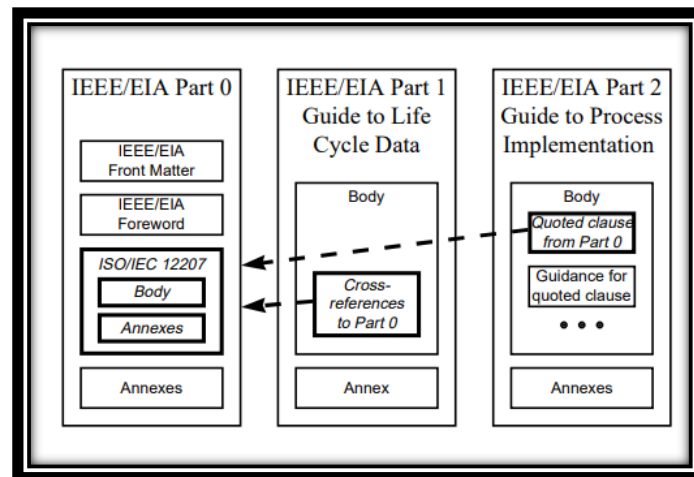 IEEE/EIA Part 0
IEEE/EIA
Front Matter
IEEE/EIA
Foreword
ISO/IEC 12207
Body
Annexes
Annexes
IEEE/EIA Part 1
Guide to Life
Cycle Data
Body
Cross-
references
to Part 0
Annex
IEEE/EIA Part 2
Guide to Process
Implementation
Body
Quoted clause
from Part 0
Guidance for
quoted clause
• • •
Annexes